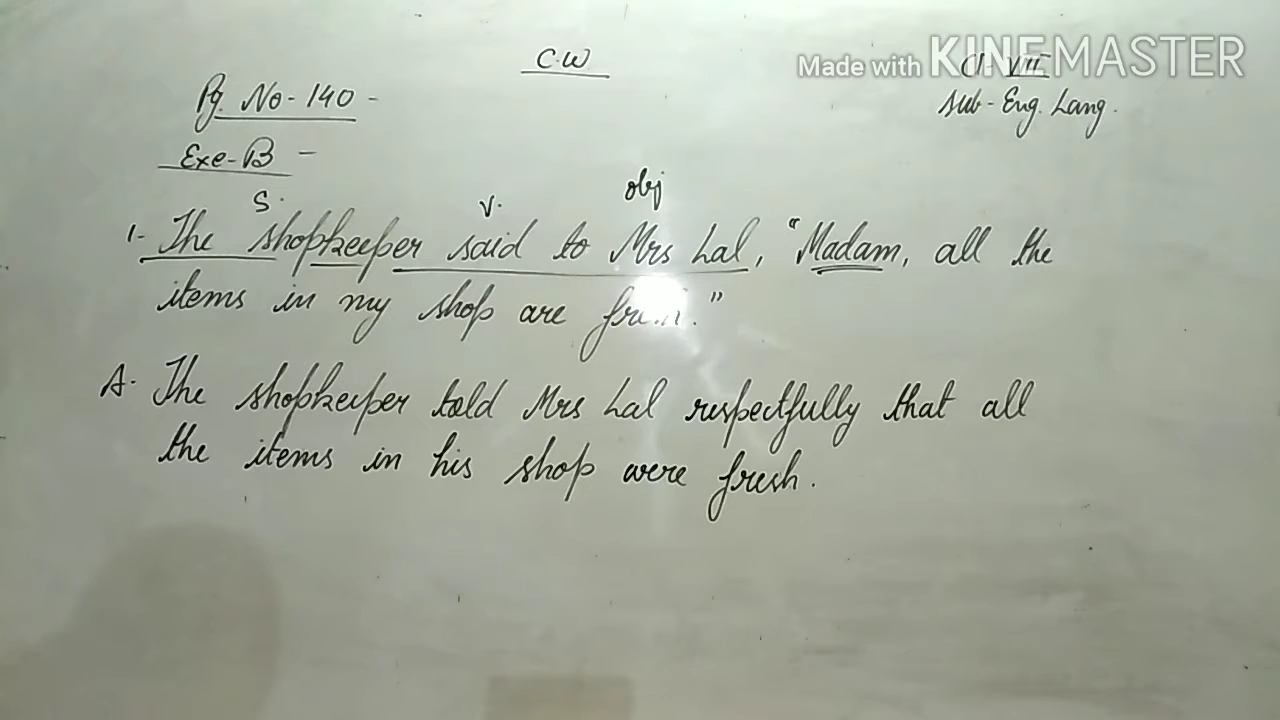 C.W
Made with KINEMASTER
Cl-VII
Pg. No-140-
Sub-Eng. Lang.
Exe-B-
S. V. obj
1- The shopkeeper said to Mrs Lal, "Madam, all the
items in my shop are fresh."
A. The shopkeeper told Mrs Lal respectfully that all
the items in his shop were fresh.